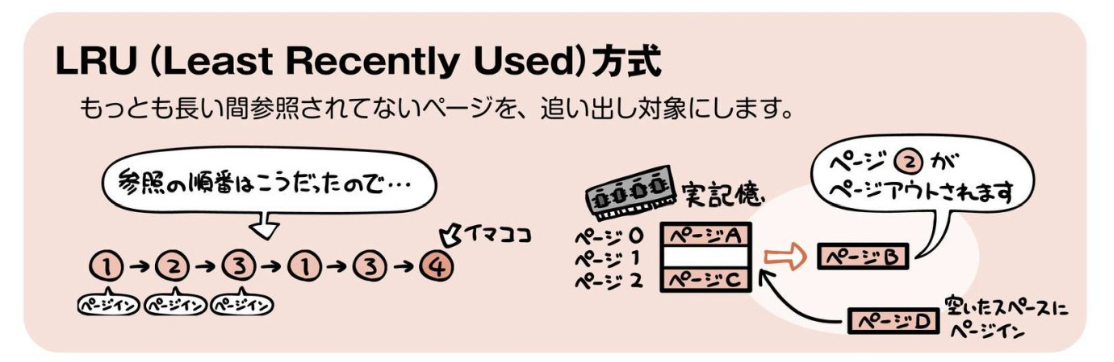 LRU（Least Recently Used）方式
もっとも長い間参照されてないページを、追い出し対象にします。
参照の順番はこうだったので…
イマココ
1→2→3→1→3→4
ページイン ページイン ページイン
実記憶
ページ0 ページA
ページ1
ページ2 ページC
ページ②が
ページアウトされます
ページB
ページD
空いたスペースに
ページイン